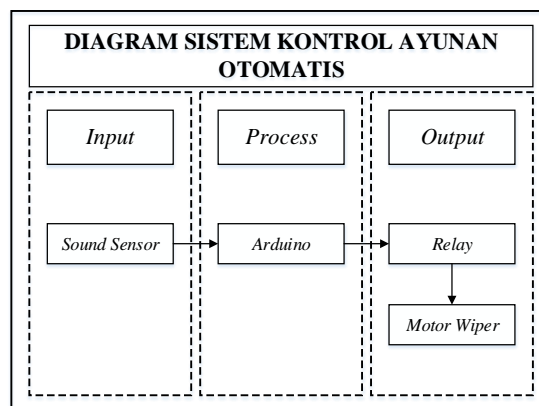 DIAGRAM SISTEM KONTROL AYUNAN
OTOMATIS
Input
Process
Output
Sound Sensor
Arduino
Relay
Motor Wiper